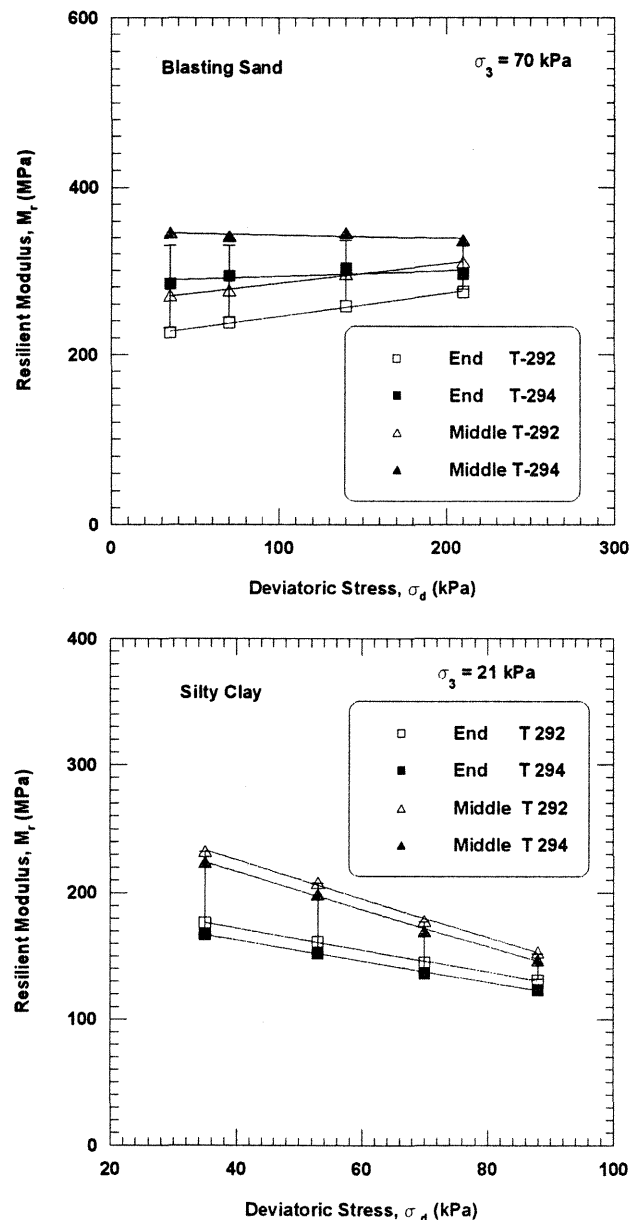 600
Blasting Sand
σ3 = 70 kPa
Resilient Modulus, Mr (MPa)
400
200
0
□ End T-292
■ End T-294
△ Middle T-292
▲ Middle T-294
0 100 200 300
Deviatoric Stress, σd (kPa)
400
Silty Clay
σ3 = 21 kPa
Resilient Modulus, Mr (MPa)
300
200
100
0
□ End T 292
■ End T 294
△ Middle T 292
▲ Middle T 294
20 40 60 80 100
Deviatoric Stress, σd (kPa)